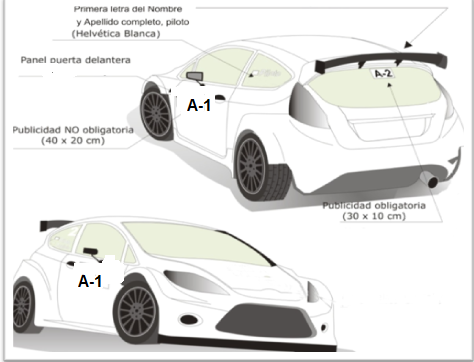 Primera letra del Nombre
y Apellido completo, piloto
(Helvética Blanca)
Panel puerta delantera
A-2
A-1
Publicidad NO obligatoria
(40 x 20 cm)
Publicidad obligatoria
(30 x 10 cm)
A-1